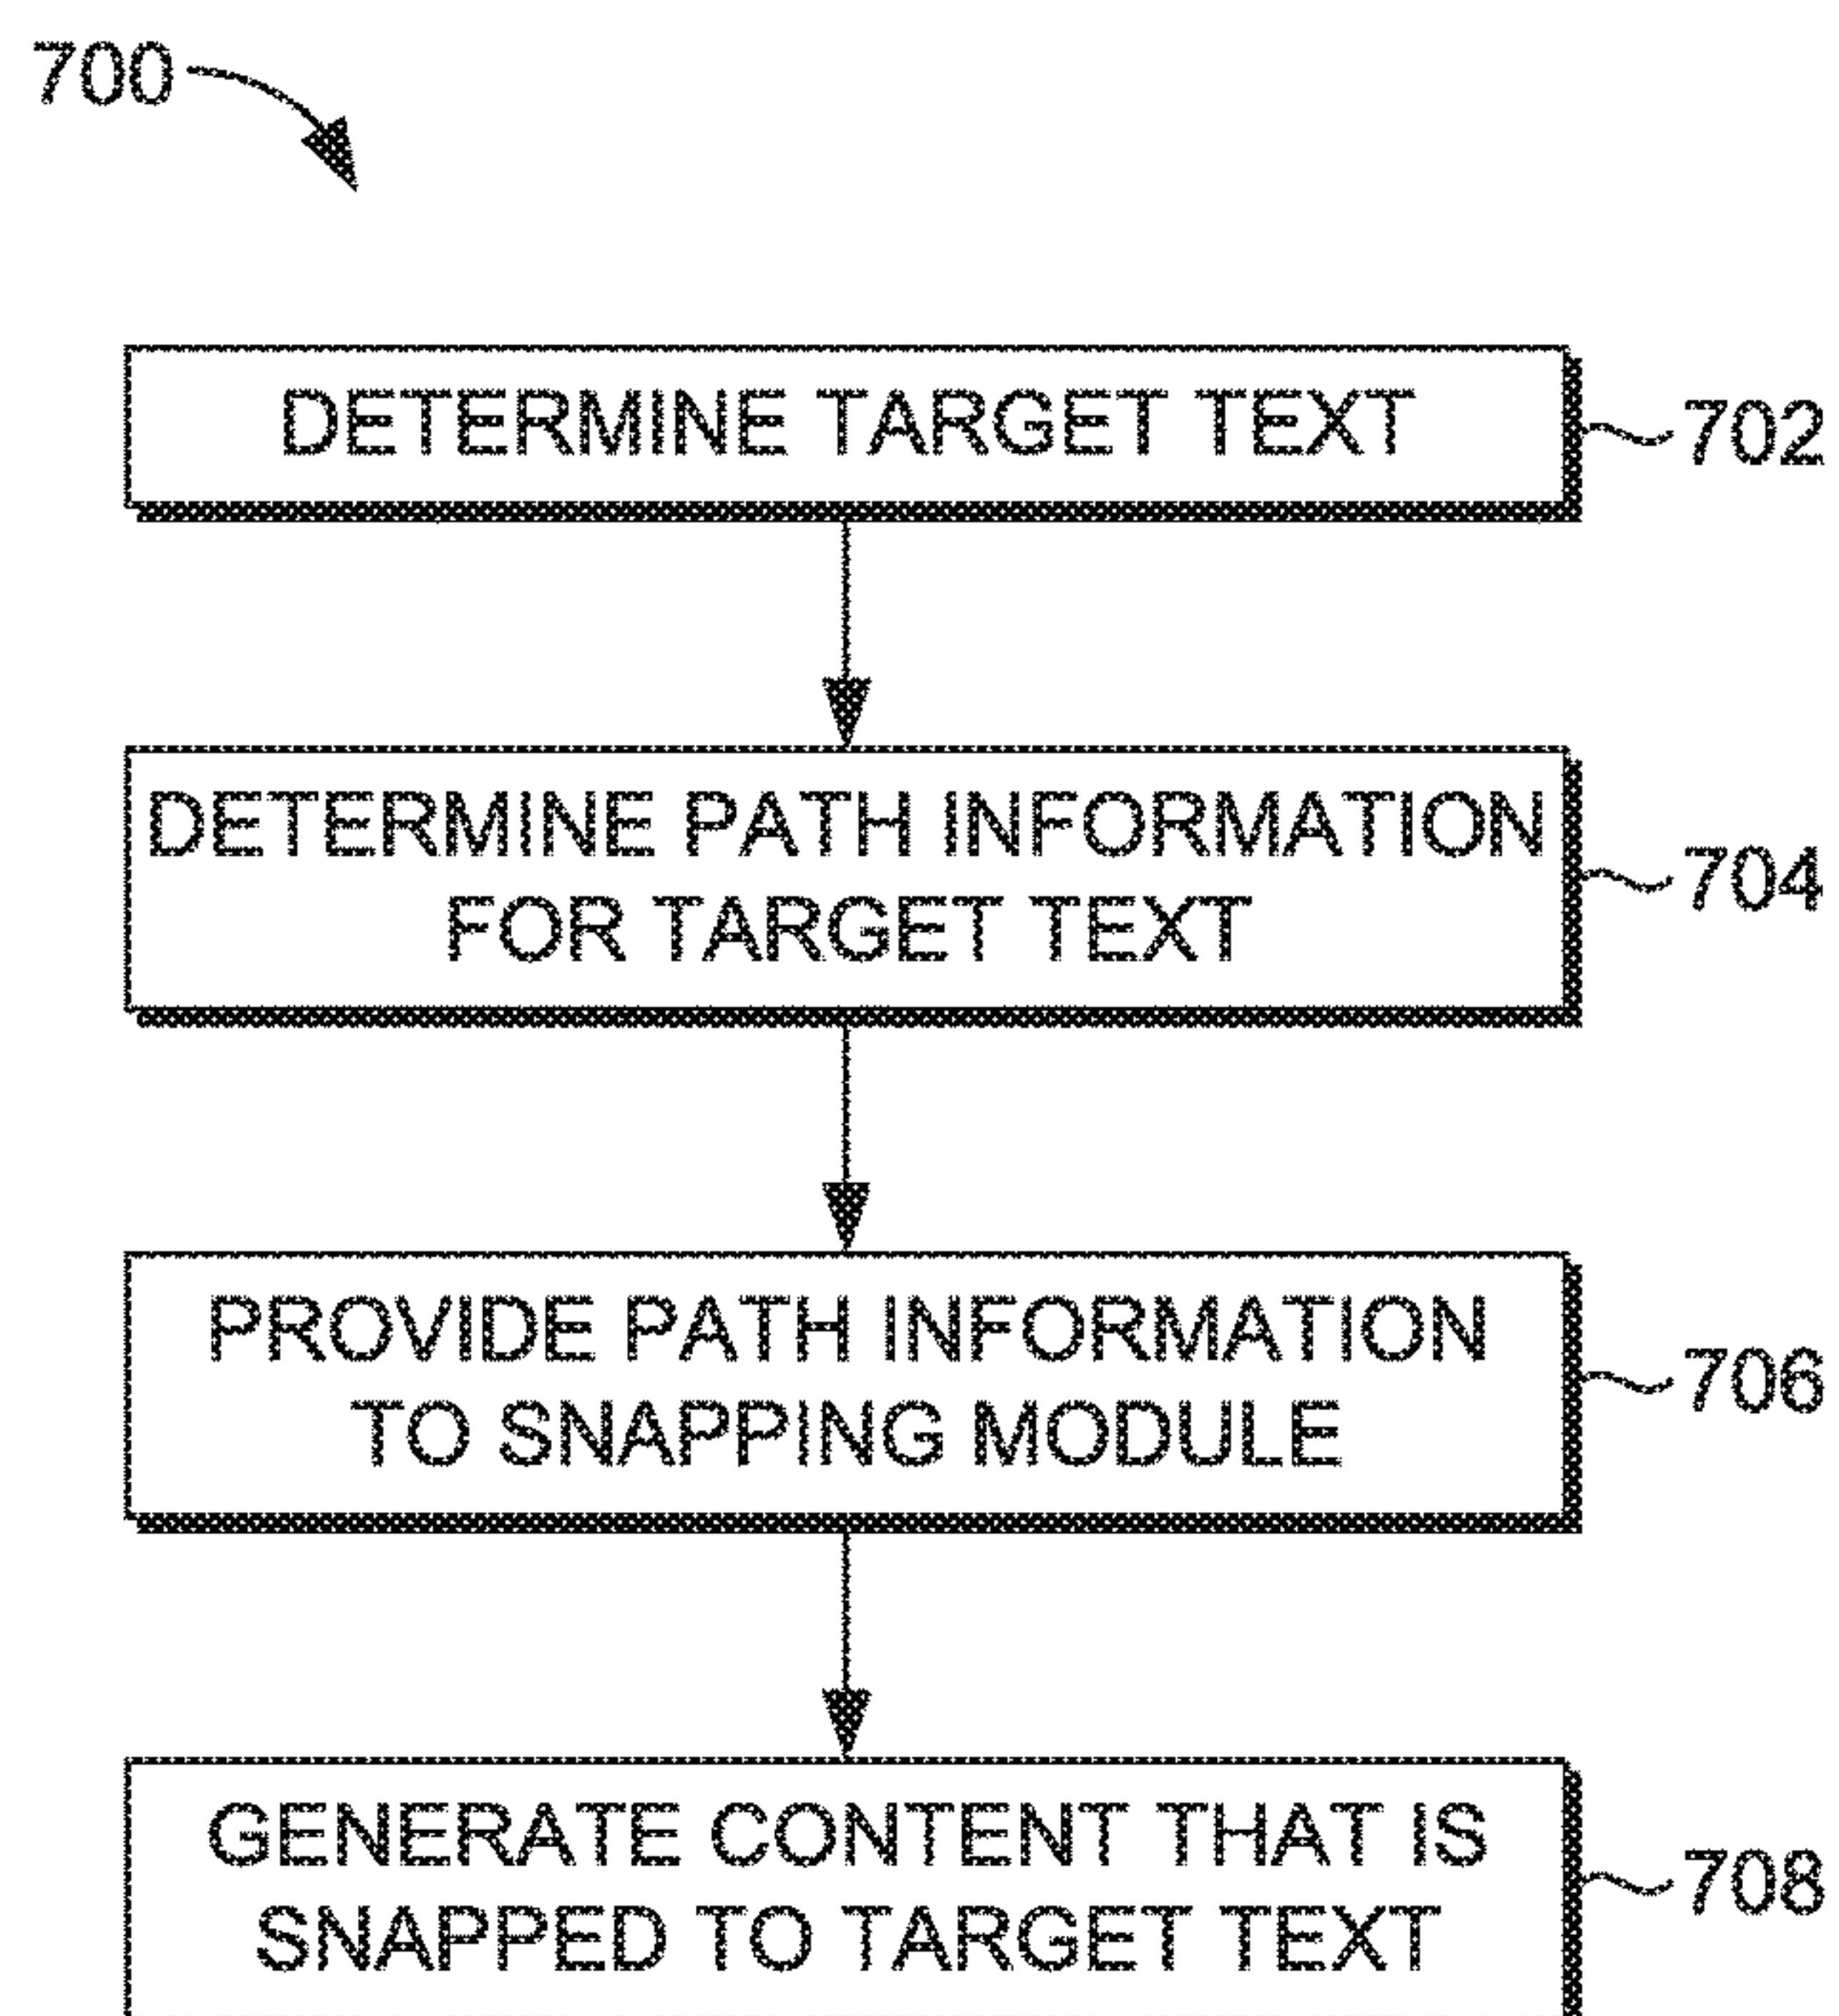 700
DETERMINE TARGET TEXT
702
DETERMINE PATH INFORMATION
FOR TARGET TEXT
704
PROVIDE PATH INFORMATION
TO SNAPPING MODULE
706
GENERATE CONTENT THAT IS
SNAPPED TO TARGET TEXT
708